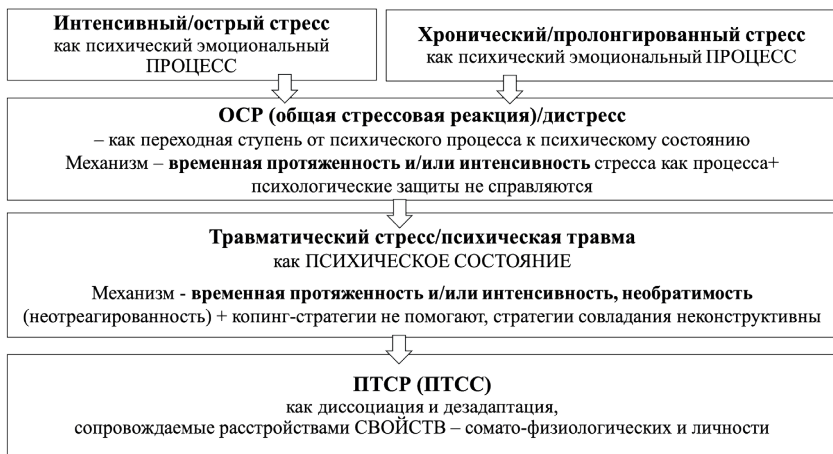 Интенсивный/острый стресс
как психический эмоциональный
ПРОЦЕСС
Хронический/пролонгированный стресс
как психический эмоциональный ПРОЦЕСС
ОСР (общая стрессовая реакция)/дистресс
– как переходная ступень от психического процесса к психическому состоянию
Механизм – временная протяженность и/или интенсивность стресса как процесса+
психологические защиты не справляются
Травматический стресс/психическая травма
как ПСИХИЧЕСКОЕ СОСТОЯНИЕ
Механизм - временная протяженность и/или интенсивность, необратимость
(неотреагированность) + копинг-стратегии не помогают, стратегии совладания неконструктивны
ПТСР (ПТСС)
как диссоциация и дезадаптация,
сопровождаемые расстройствами СВОЙСТВ – сомато-физиологических и личности